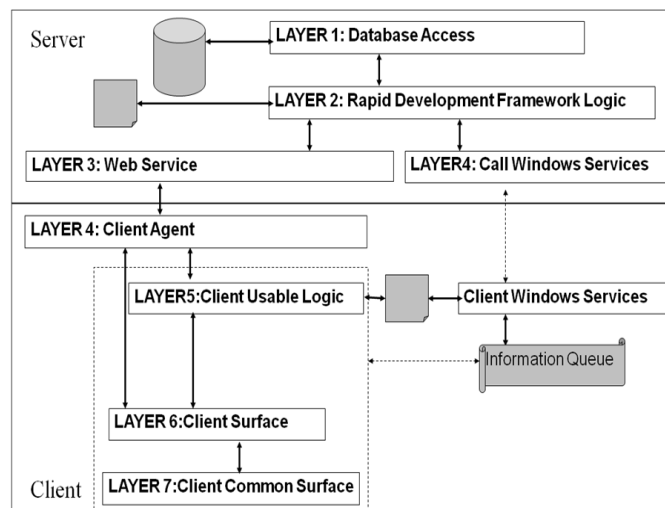 Server
LAYER 1: Database Access
LAYER 2: Rapid Development Framework Logic
LAYER 3: Web Service
LAYER4: Call Windows Services
LAYER 4: Client Agent
LAYER5:Client Usable Logic
Client Windows Services
Information Queue
LAYER 6:Client Surface
LAYER 7:Client Common Surface
Client